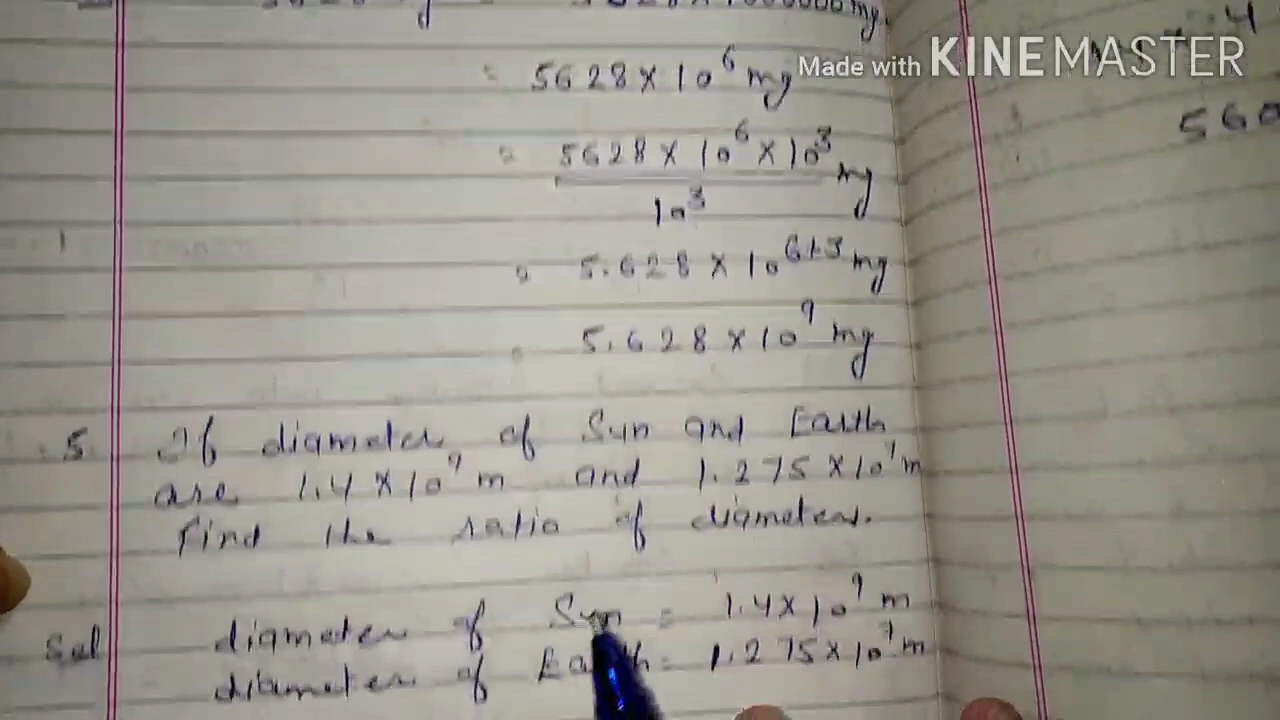 = 5628 × 10⁶ mg
= 5628 × 10⁶ × 10³ mg
10³
= 5.628 × 10⁶⁺³ mg
= 5.628 × 10⁹ mg
5. If diameter of Sun and Earth
are 1.4 × 10⁹ m and 1.275 × 10⁷ m
Find the ratio of diameters.
Sol diameter of Sun = 1.4 × 10⁹ m
diameter of Earth = 1.275 × 10⁷ m
Made with KINEMASTER
560